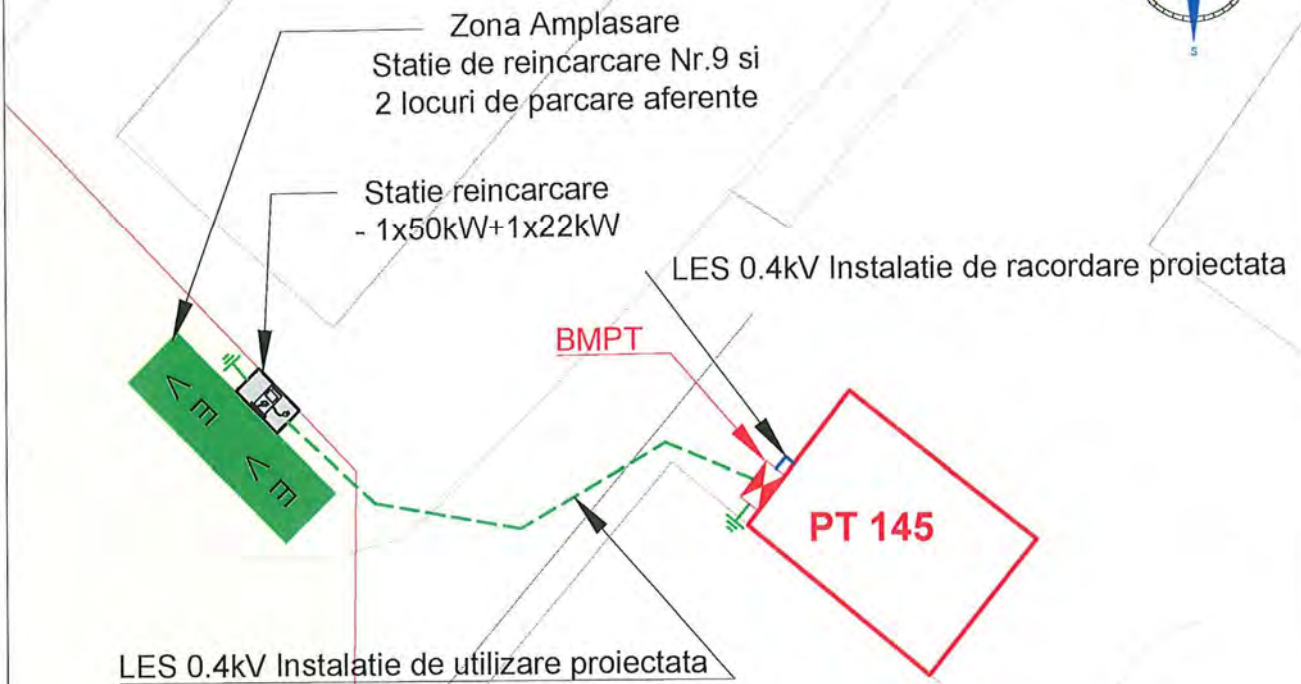 S
Zona Amplasare
Statie de reincarcare Nr.9 si
2 locuri de parcare aferente
Statie reincarcare
- 1x50kW+1x22kW
LES 0.4kV Instalatie de racordare proiectata
BMPT
< E
< E
PT 145
LES 0.4kV Instalatie de utilizare proiectata